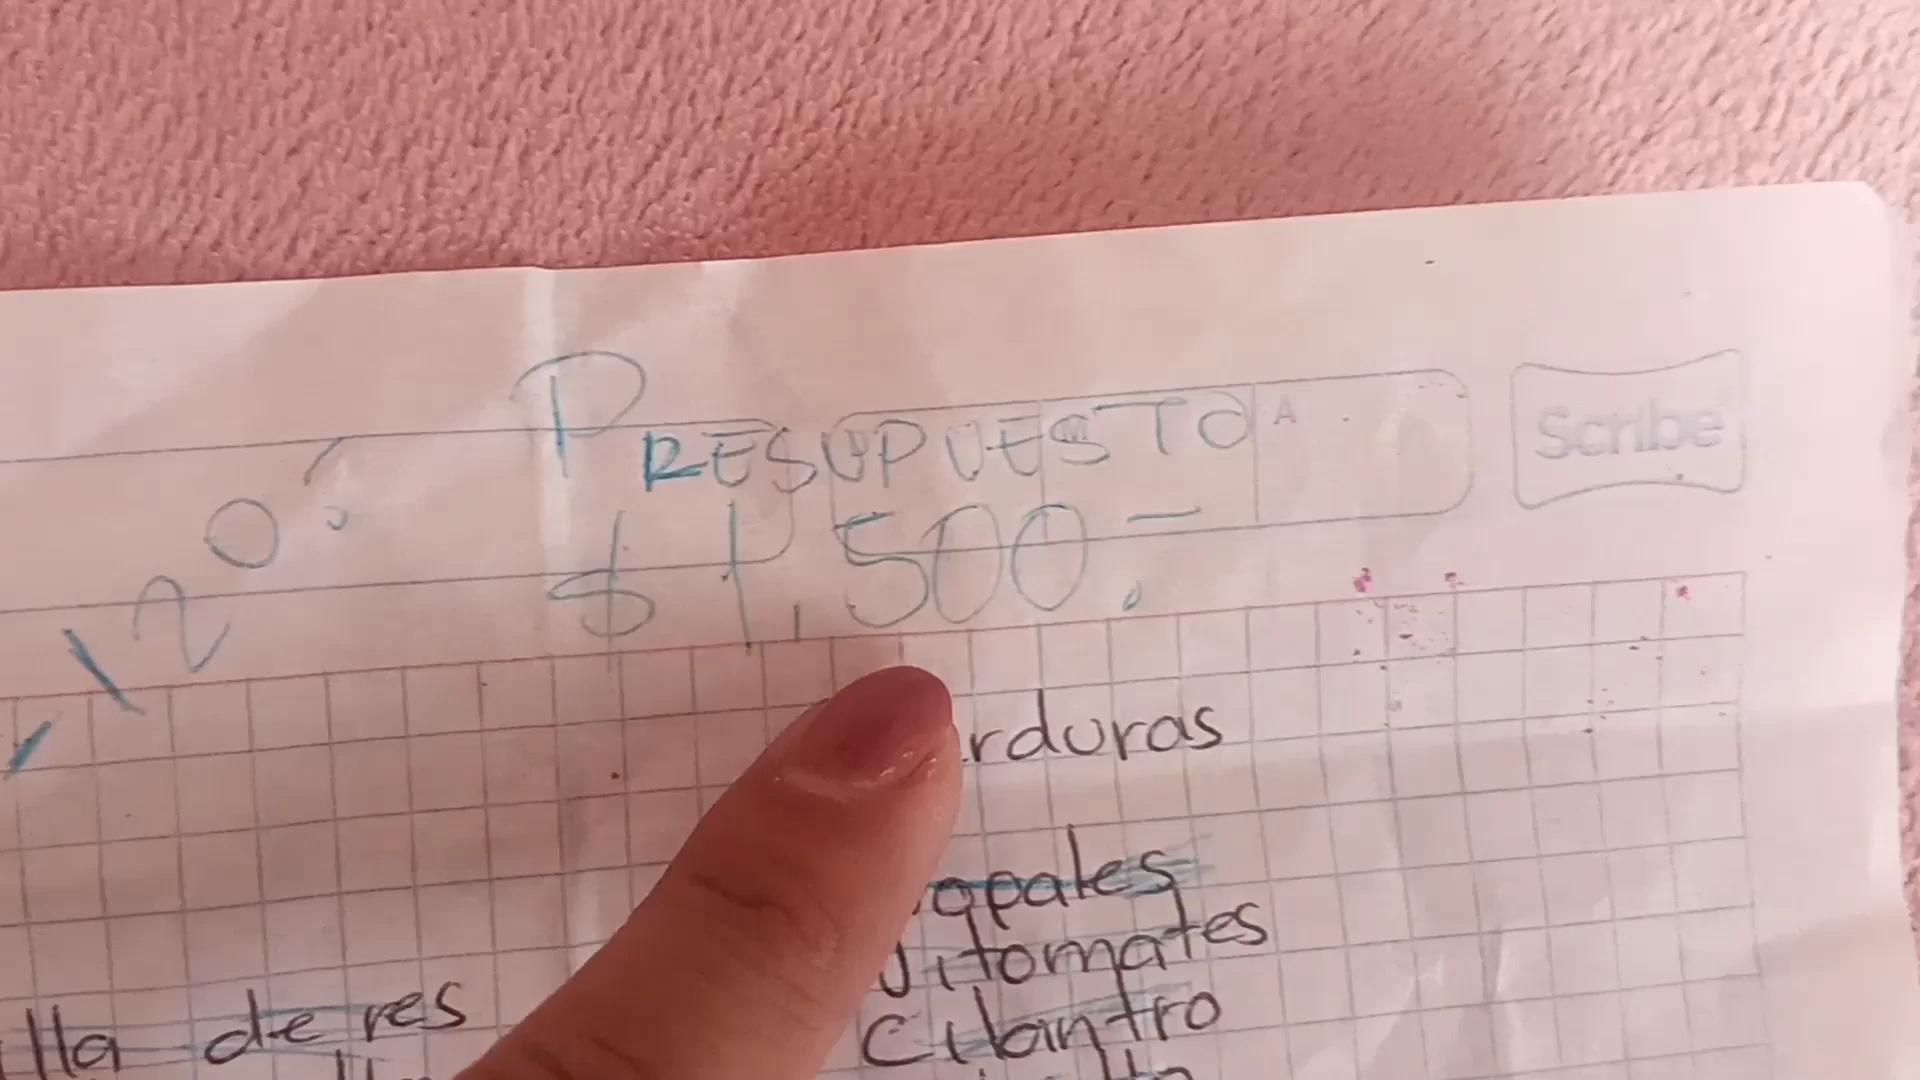 PRESUPUESTO
A
Scribe
$1,500.-
120
rduras
opales
Jitomates
lla de res
Cilantro